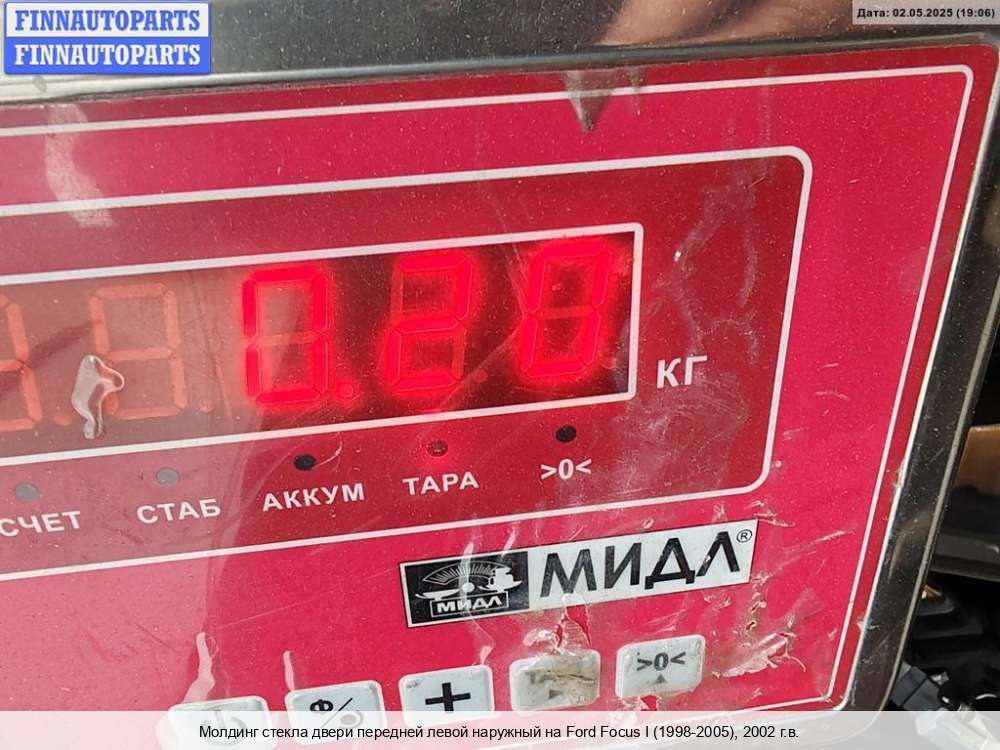 FINNAUTOPARTS
FINNAUTOPARTS
Дата: 02.05.2025 (19:06)
0.20
КГ
СЧЕТ
СТАБ
АККУМ
ТАРА
>0<
МИДЛ
МИДЛ®
Ф/
+
>0<
Молдинг стекла двери передней левой наружный на Ford Focus I (1998-2005), 2002 г.в.